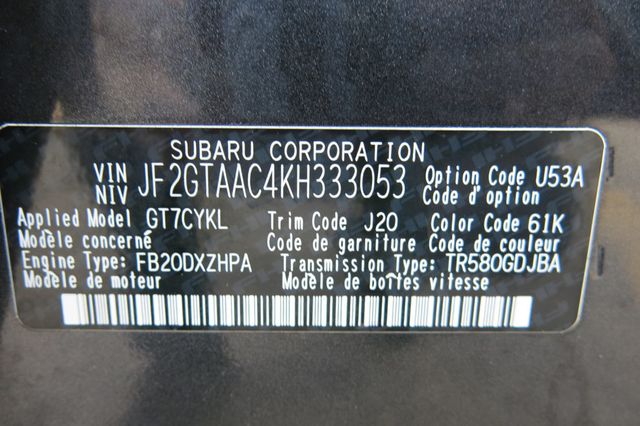 SUBARU CORPORATION
VIN NIV JF2GTAAC4KH333053 Option Code U53A
Applied Model GT7CYKL Trim Code J20 Color Code 61K
Modèle concerné Code de garniture Code de couleur
Engine Type: FB20DXZHPA Transmission Type: TR580GDJBA
Modèle de moteur Modèle de boîtes vitesse